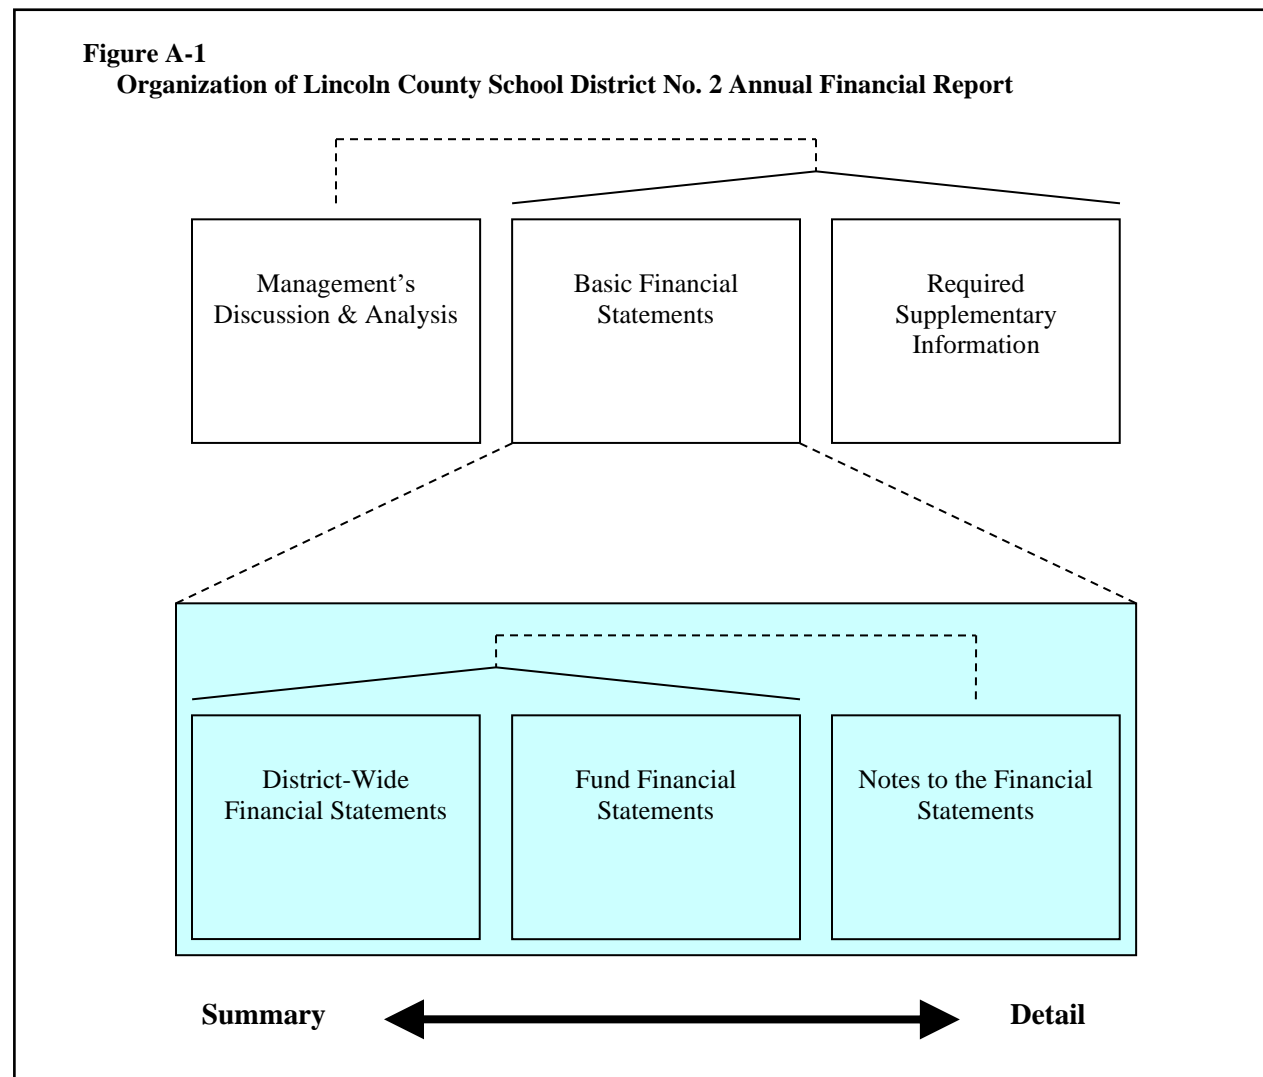 Figure A-1
Organization of Lincoln County School District No. 2 Annual Financial Report
Management’s
Discussion & Analysis
Basic Financial
Statements
Required
Supplementary
Information
District-Wide
Financial Statements
Fund Financial
Statements
Notes to the Financial
Statements
Summary
Detail